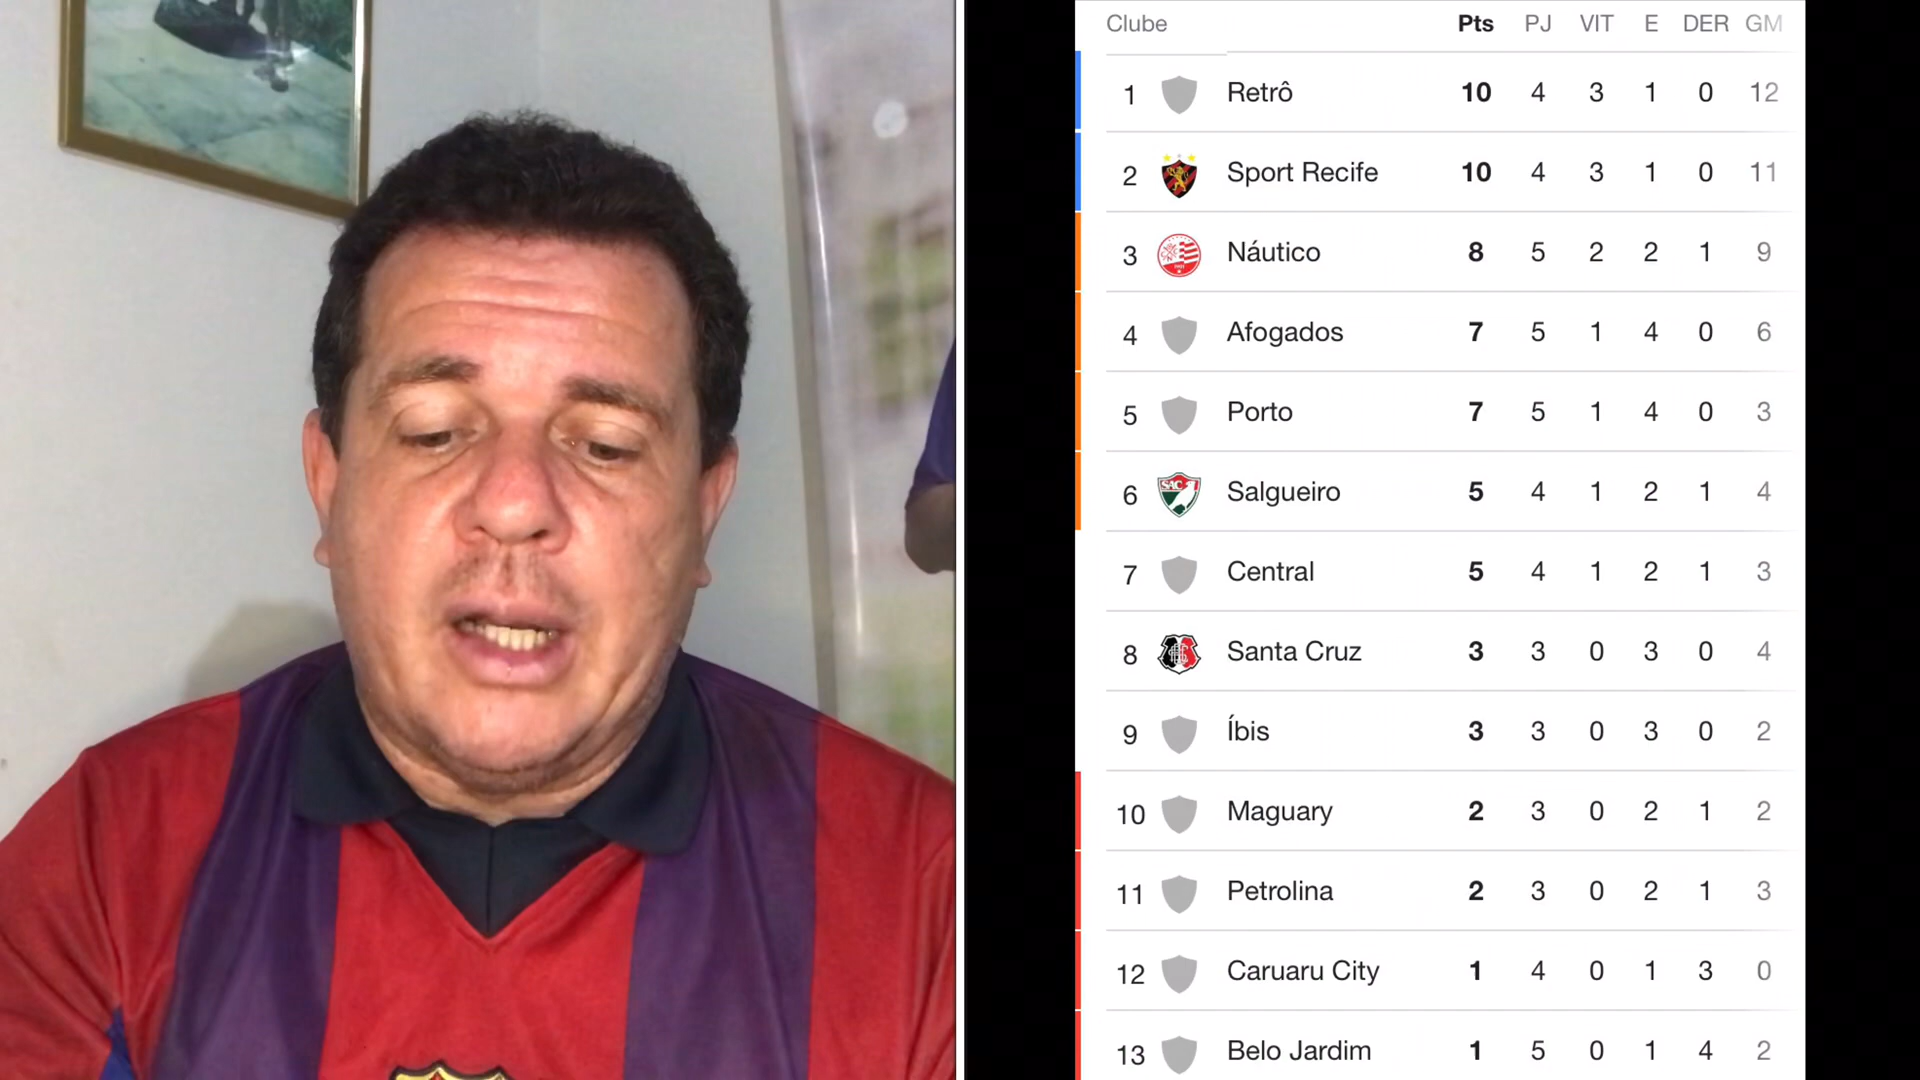 Clube Pts PJ VIT E DER GM
1 Retrô 10 4 3 1 0 12
2 Sport Recife 10 4 3 1 0 11
3 Náutico 8 5 2 2 1 9
4 Afogados 7 5 1 4 0 6
5 Porto 7 5 1 4 0 3
6 SAC Salgueiro 5 4 1 2 1 4
7 Central 5 4 1 2 1 3
8 Santa Cruz 3 3 0 3 0 4
9 Íbis 3 3 0 3 0 2
10 Maguary 2 3 0 2 1 2
11 Petrolina 2 3 0 2 1 3
12 Caruaru City 1 4 0 1 3 0
13 Belo Jardim 1 5 0 1 4 2